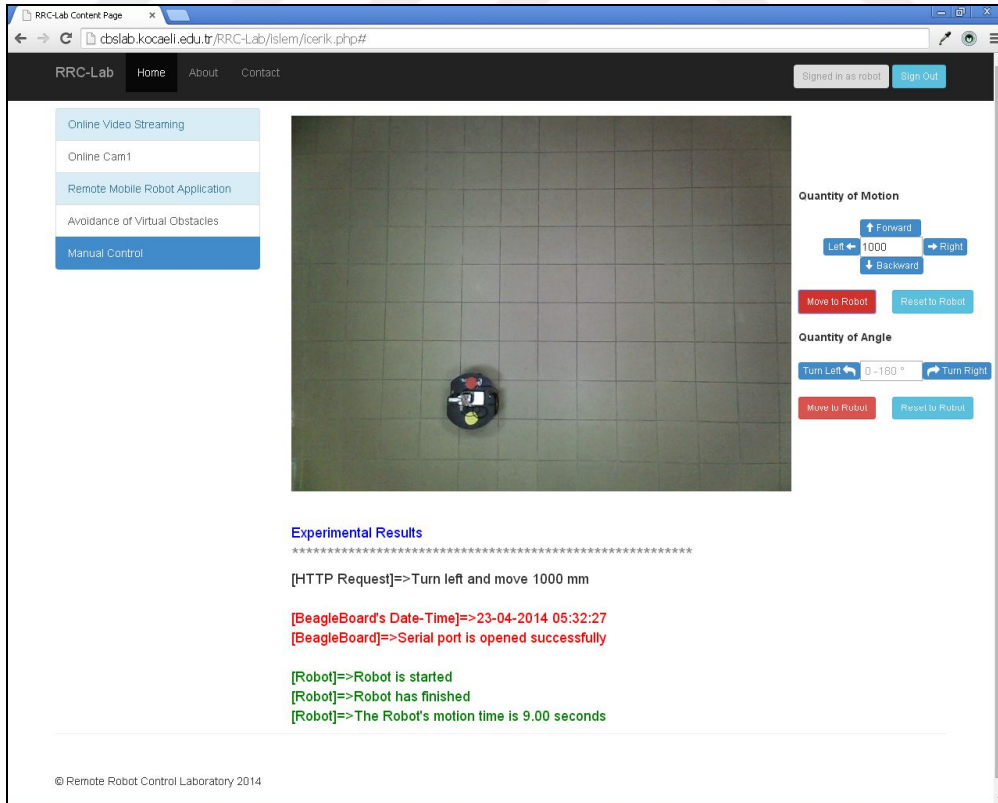 RRC-Lab Content Page
cbslab.kocaeli.edu.tr/RRC-Lab/islem/icerik.php#
RRC-Lab Home About Contact Signed in as robot Sign Out
Online Video Streaming
Online Cam1
Remote Mobile Robot Application
Avoidance of Virtual Obstacles
Manual Control
Quantity of Motion
Forward
Left 1000 Right
Backward
Move to Robot Reset to Robot
Quantity of Angle
Turn Left 0 -180 ° Turn Right
Move to Robot Reset to Robot
Experimental Results
*********************************************************
[HTTP Request]=>Turn left and move 1000 mm
[BeagleBoard's Date-Time]=>23-04-2014 05:32:27
[BeagleBoard]=>Serial port is opened successfully
[Robot]=>Robot is started
[Robot]=>Robot has finished
[Robot]=>The Robot's motion time is 9.00 seconds
© Remote Robot Control Laboratory 2014